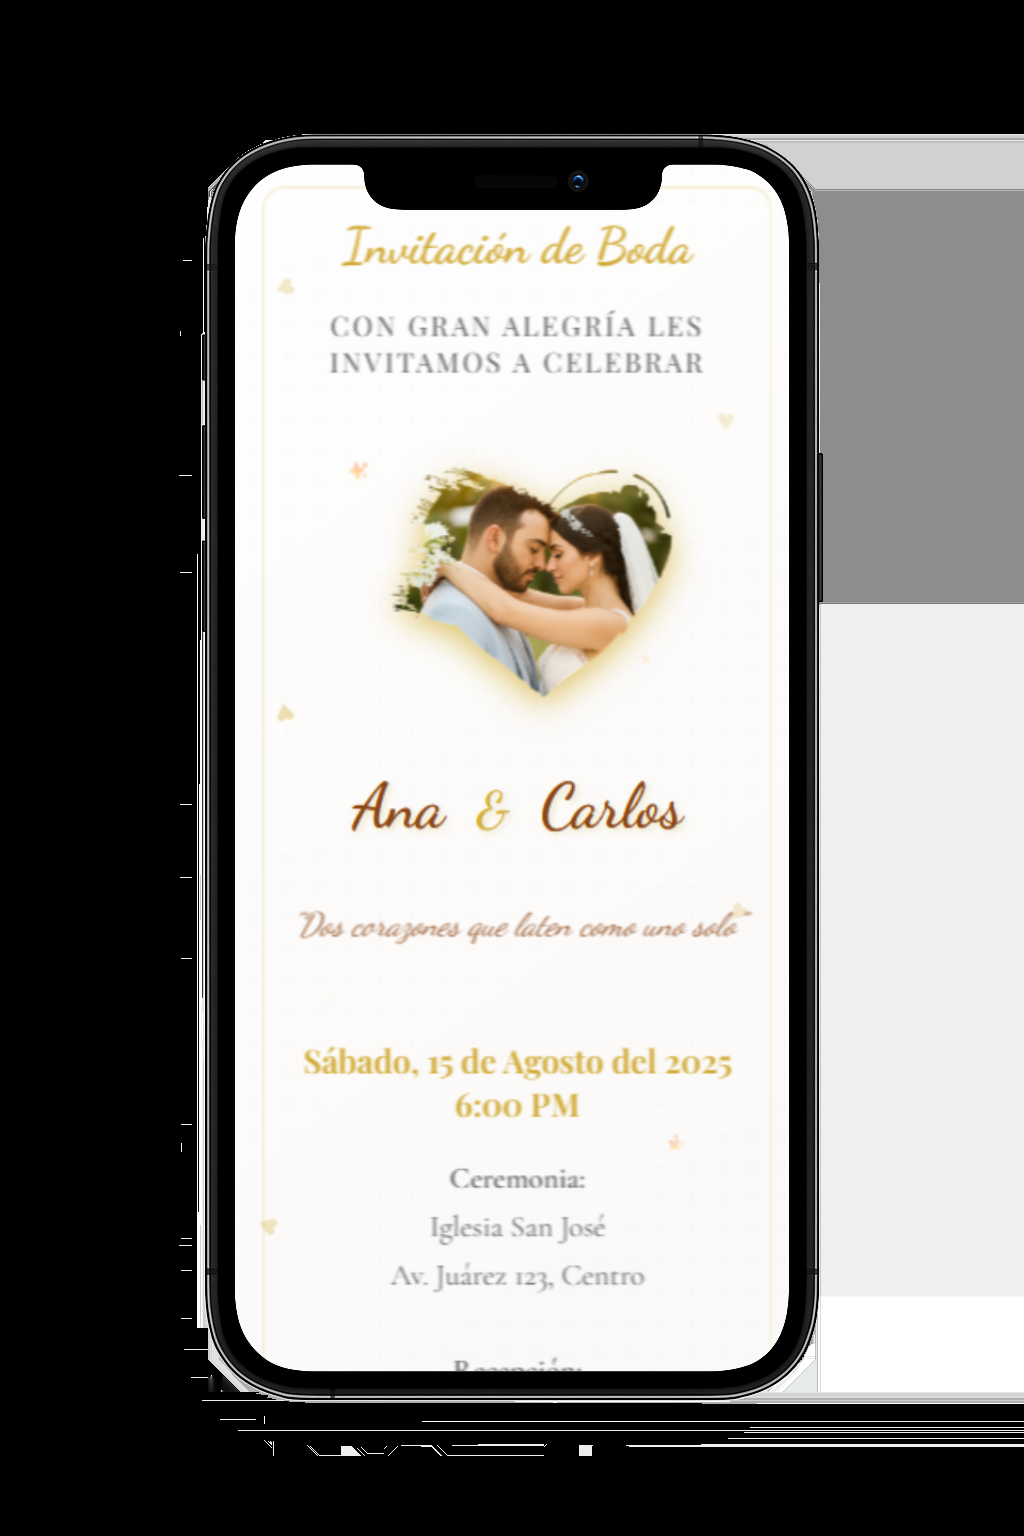 Invitación de Boda
CON GRAN ALEGRÍA LES
INVITAMOS A CELEBRAR
Ana & Carlos
"Dos corazones que laten como uno solo"
Sábado, 15 de Agosto del 2025
6:00 PM
Ceremonia:
Iglesia San José
Av. Juárez 123, Centro
Recepción: